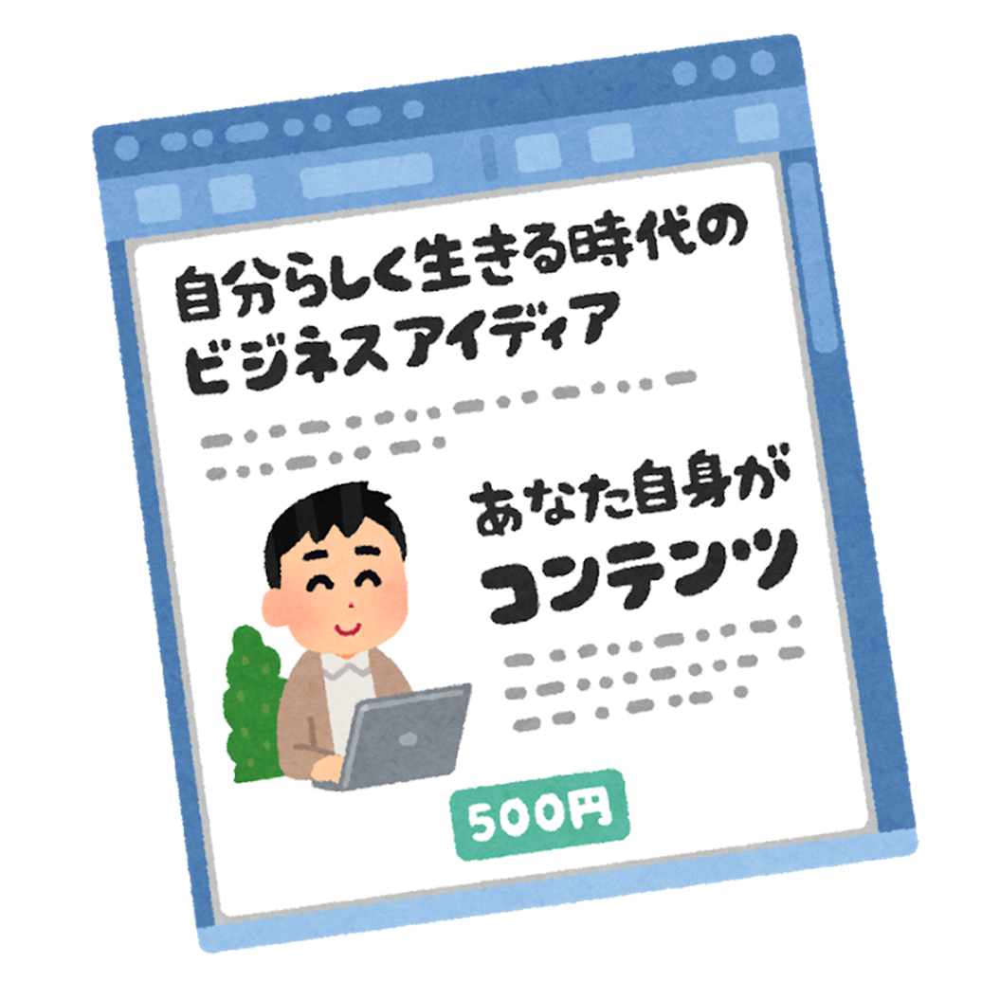 自分らしく生きる時代の
ビジネスアイディア
あなた自身が
コンテンツ
500円